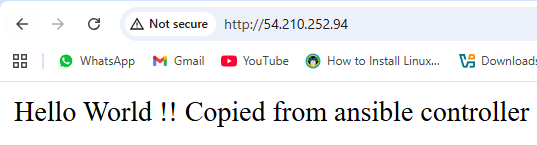 Not secure http://54.210.252.94
WhatsApp Gmail YouTube How to Install Linux... Downloads
Hello World !! Copied from ansible controller